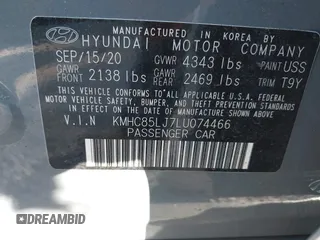 MANUFACTURED IN KOREA BY
HYUNDAI MOTOR COMPANY
SEP/15/20 GVWR 4343 lbs PAINT USS
GAWR FRONT 2138 lbs GAWR REAR 2469 lbs TRIM T9Y
THIS VEHICLE CONFORMS TO ALL APPLICABLE
FEDERAL MOTOR VEHICLE SAFETY, BUMPER,
AND THEFT PREVENTION STANDARDS IN EFFECT
ON THE DATE OF MANUFACTURE SHOWN ABOVE.
V.I.N KMHC85LJ7LU074466
PASSENGER CAR
DREAMBID